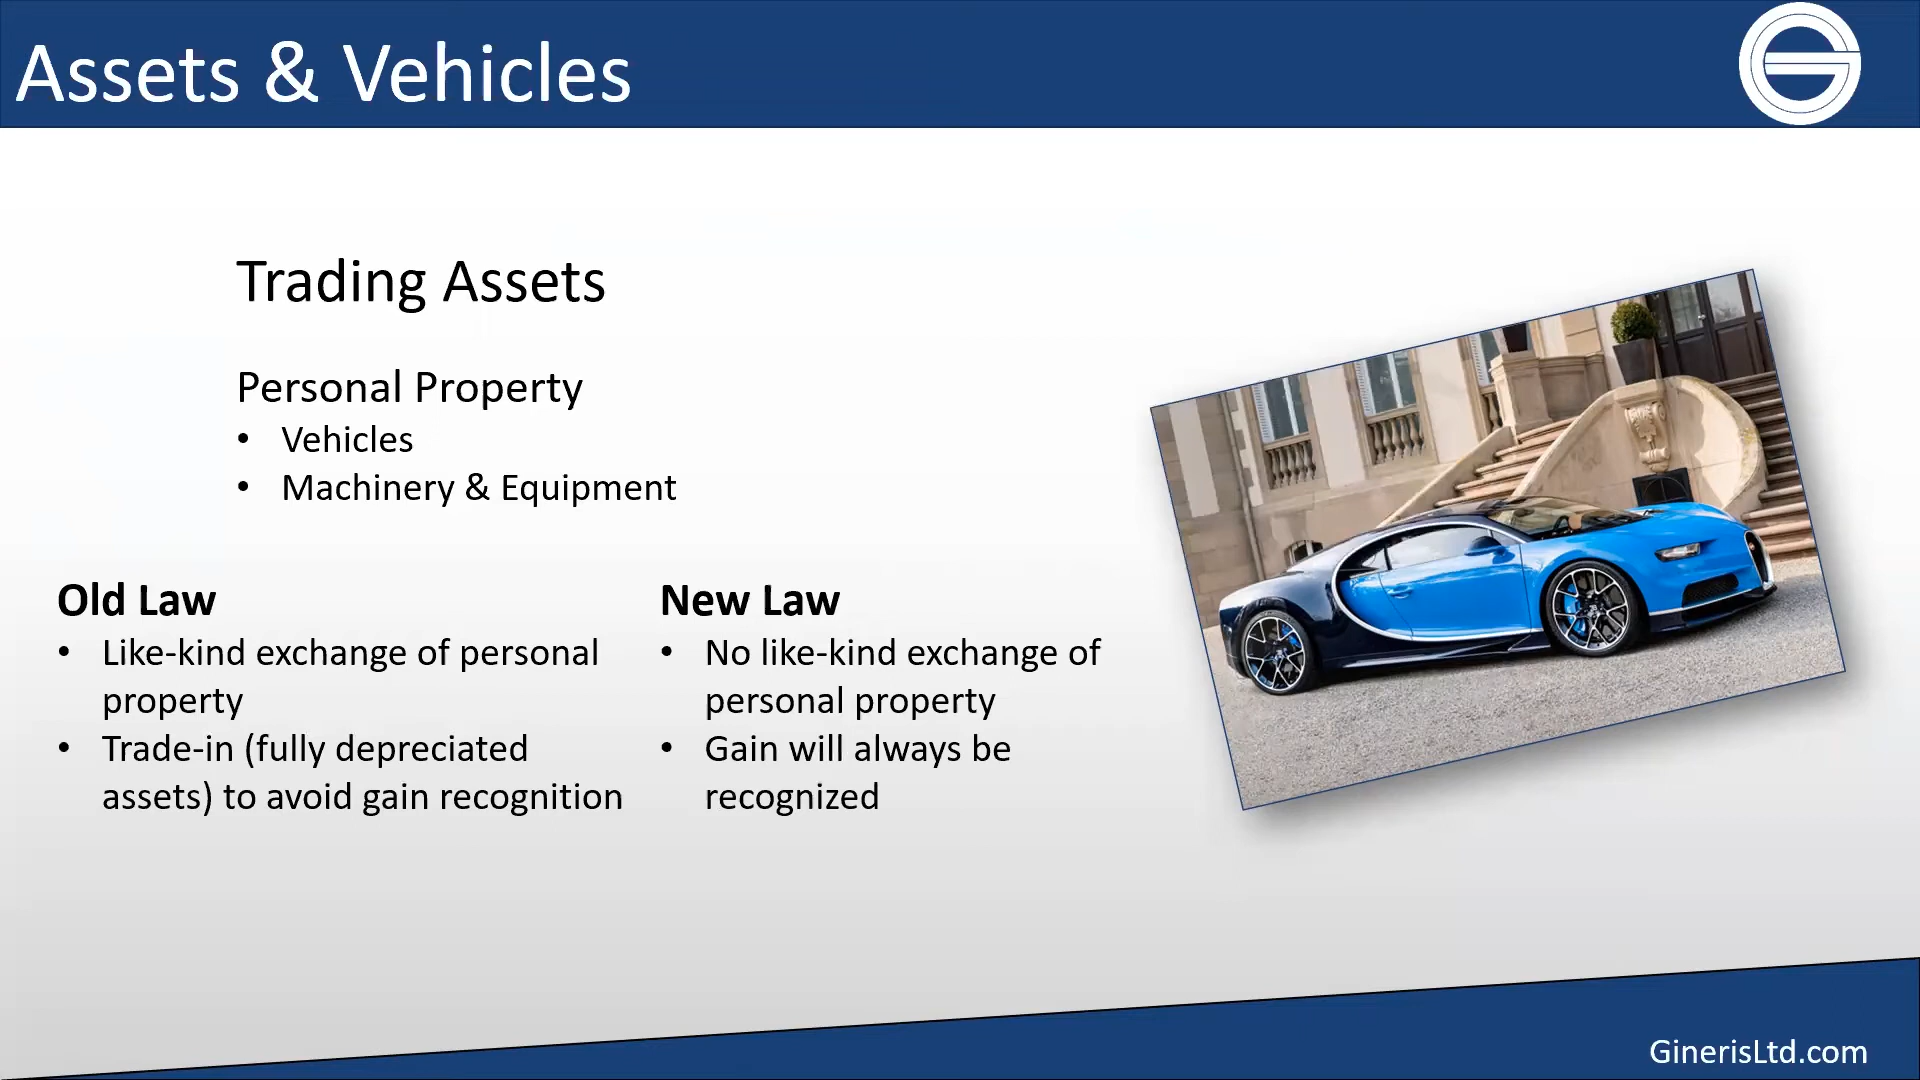 Assets & Vehicles
Trading Assets
Personal Property
• Vehicles
• Machinery & Equipment
Old Law
• Like-kind exchange of personal
property
• Trade-in (fully depreciated
assets) to avoid gain recognition
New Law
• No like-kind exchange of
personal property
• Gain will always be
recognized
GinerisLtd.com